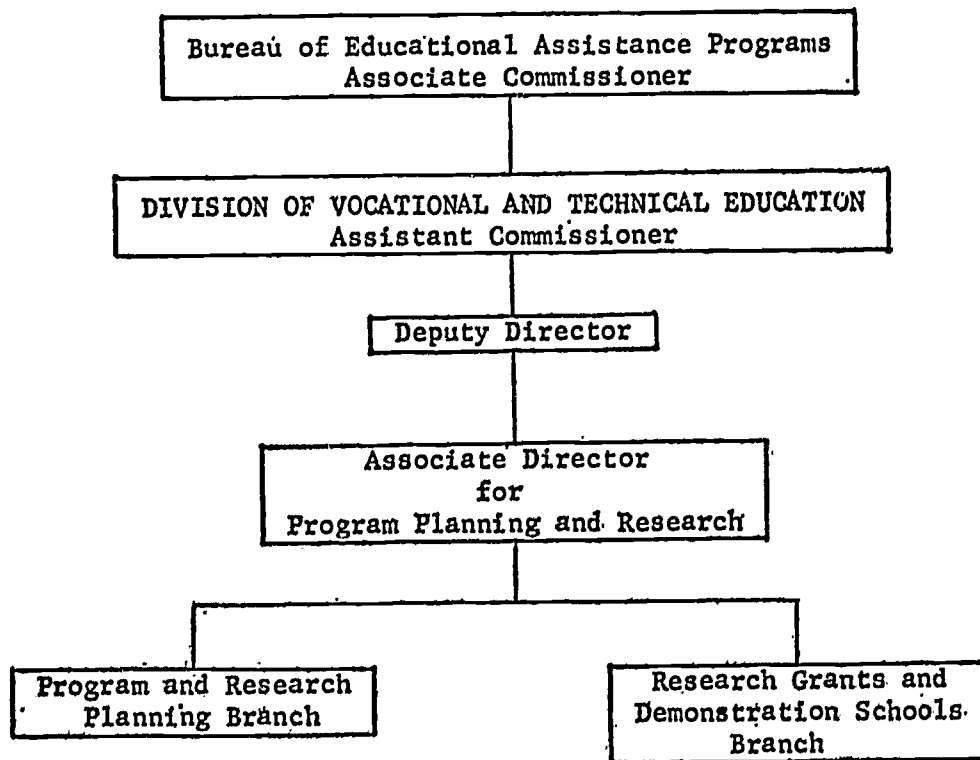 Bureau of Educational Assistance Programs
Associate Commissioner
DIVISION OF VOCATIONAL AND TECHNICAL EDUCATION
Assistant Commissioner
Deputy Director
Associate Director
for
Program Planning and Research
Program and Research
Planning Branch
Research Grants and
Demonstration Schools
Branch